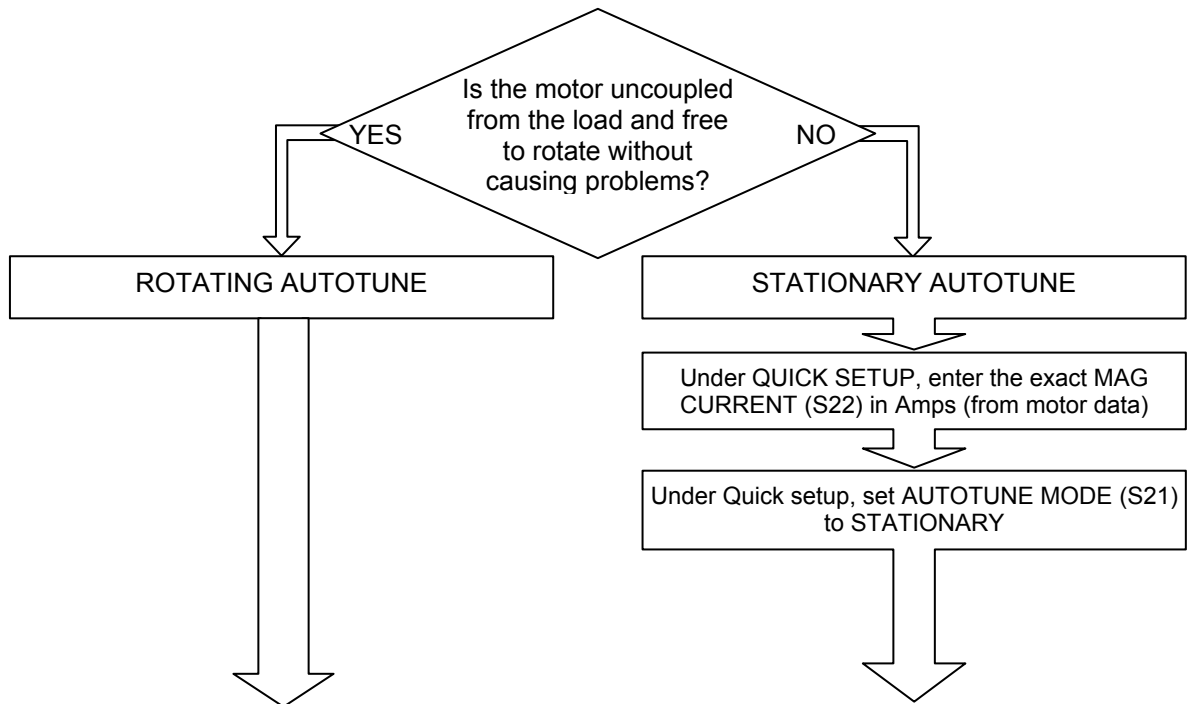 Is the motor uncoupled
from the load and free
to rotate without
causing problems?
YES
NO
ROTATING AUTOTUNE
STATIONARY AUTOTUNE
Under QUICK SETUP, enter the exact MAG
CURRENT (S22) in Amps (from motor data)
Under Quick setup, set AUTOTUNE MODE (S21)
to STATIONARY